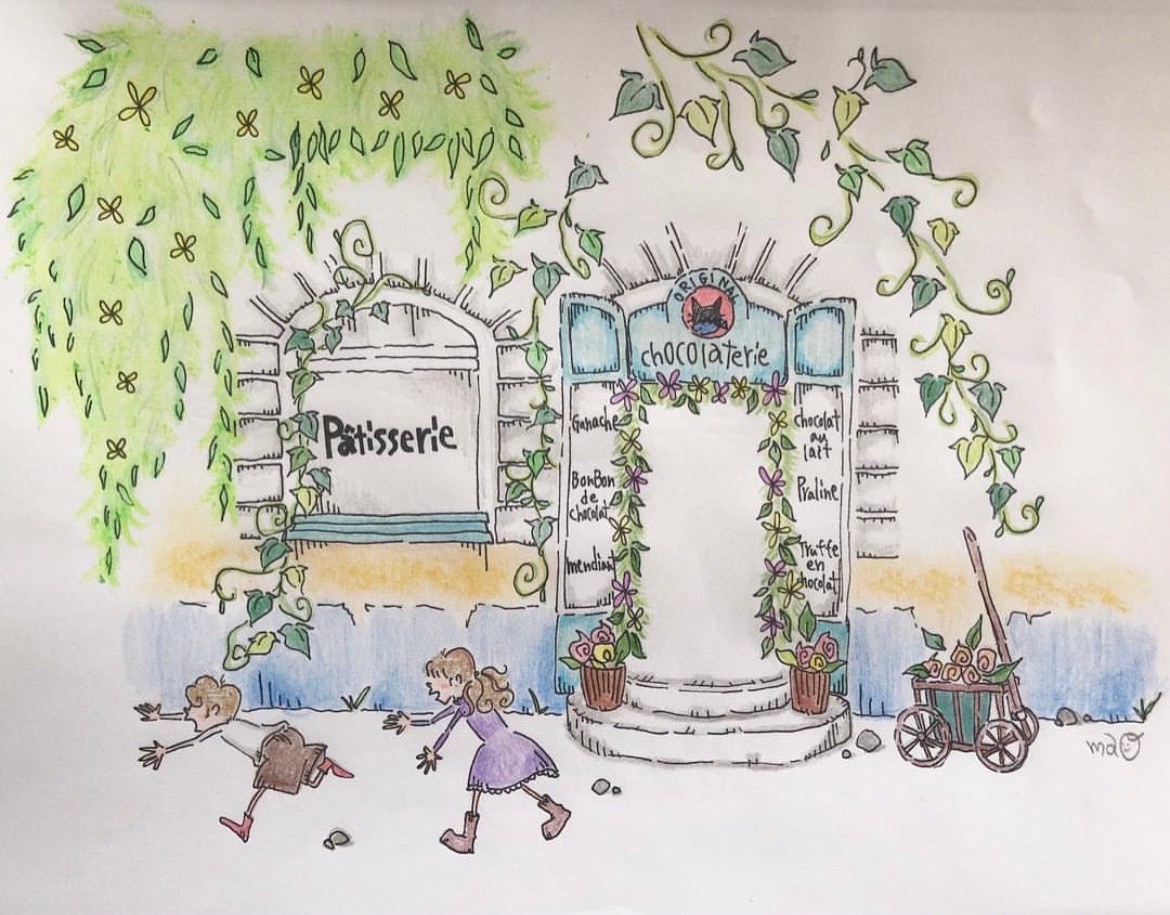 ORIGINAL
chocolaterie
Pâtisserie
Ganache
BonBon
de
chocolat
mendiant
chocolat
au
lait
Praline
Truffe
en
chocolat
maO